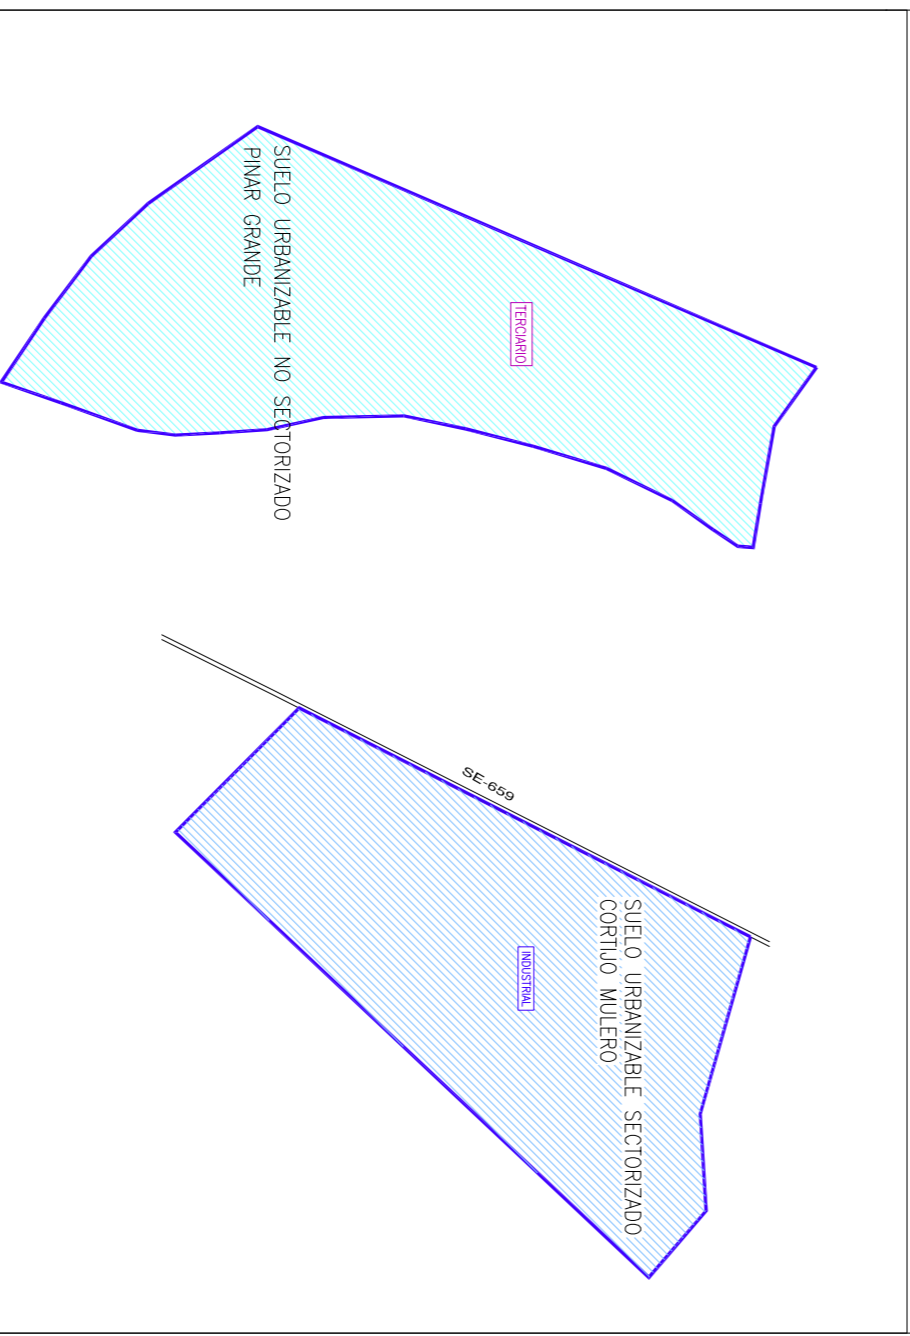 SUELO URBANIZABLE NO SECTORIZADO
PINAR GRANDE
TERCIARIO
SE-659
SUELO URBANIZABLE SECTORIZADO
CORTIJO MULERO
INDUSTRIAL